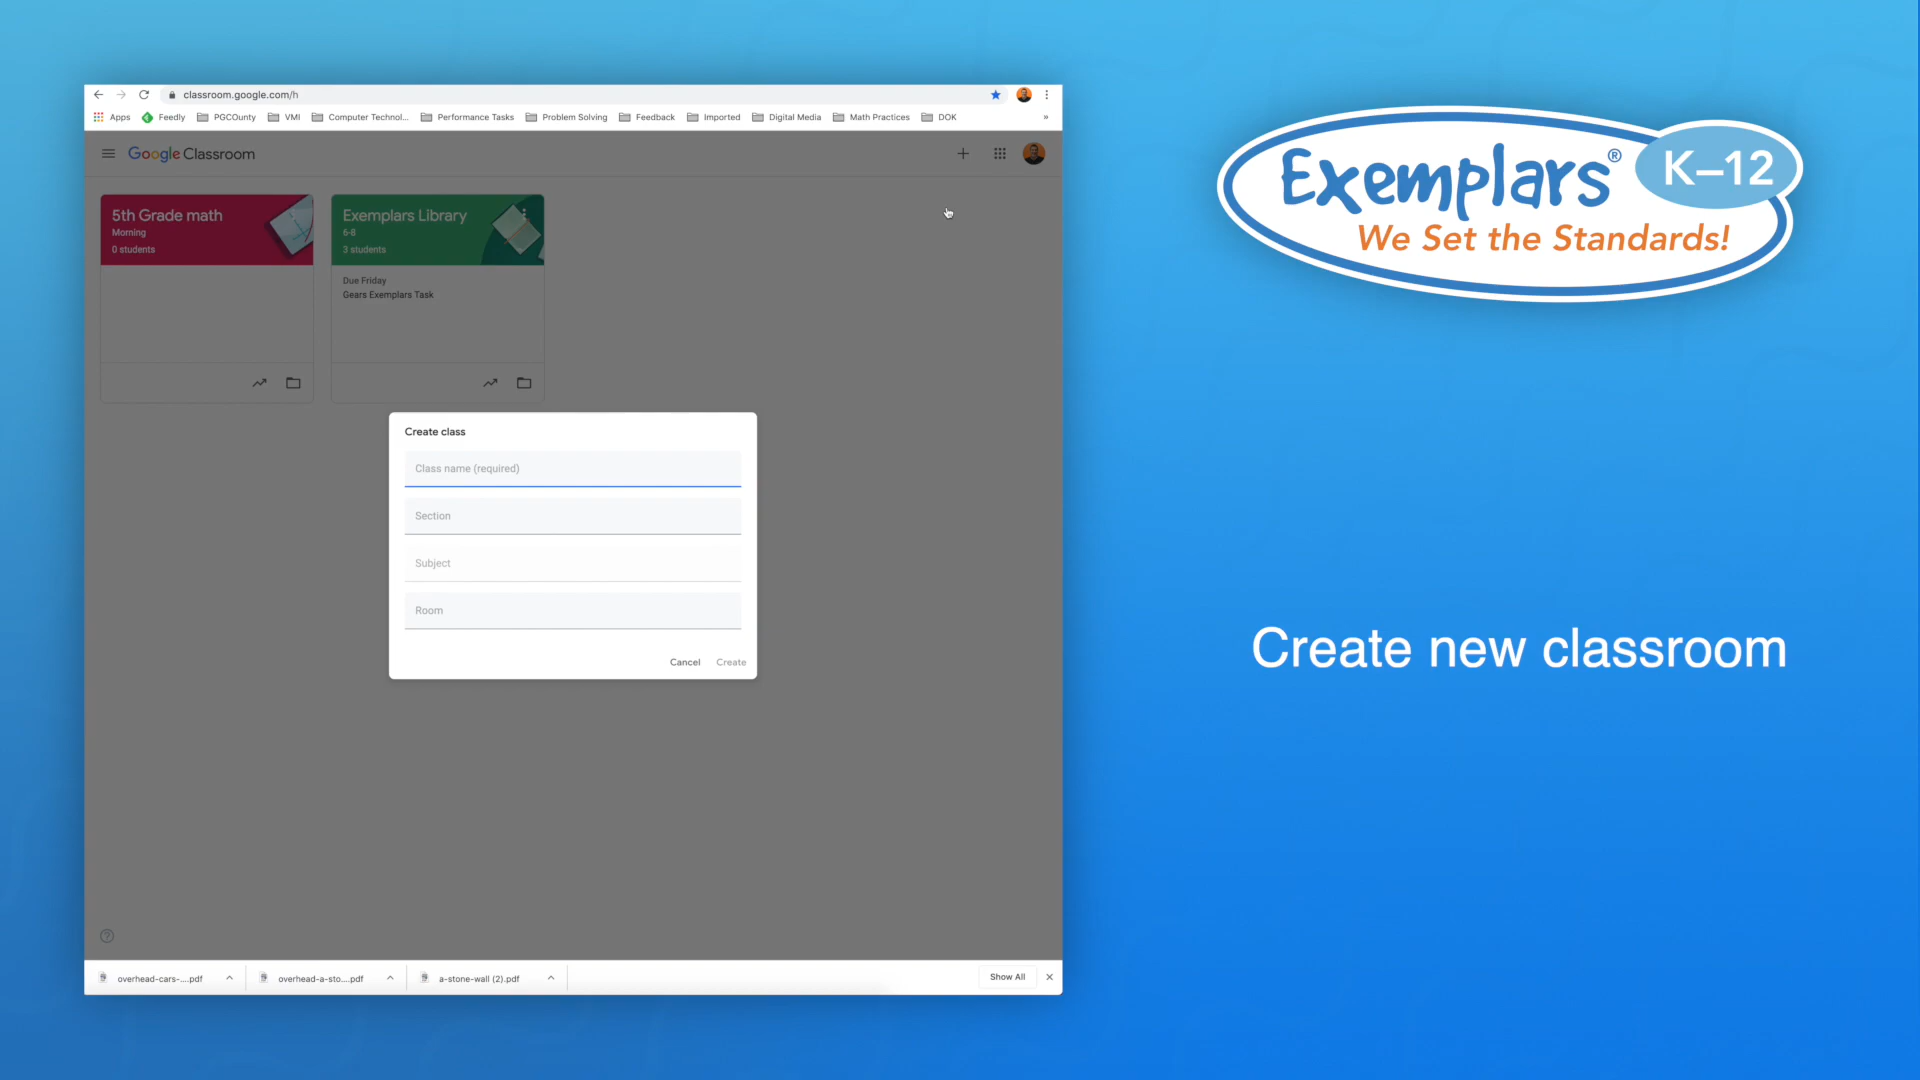 classroom.google.com/h
Apps Feedly PGCOunty VMI Computer Technol... Performance Tasks Problem Solving Feedback Imported Digital Media Math Practices DOK »
Google Classroom
5th Grade math
Morning
0 students
Exemplars Library
6-8
3 students
Due Friday
Gears Exemplars Task
Create class
Class name (required)
Section
Subject
Room
Cancel Create
overhead-cars-....pdf overhead-a-sto....pdf a-stone-wall (2).pdf Show All
Exemplars® K–12
We Set the Standards!
Create new classroom